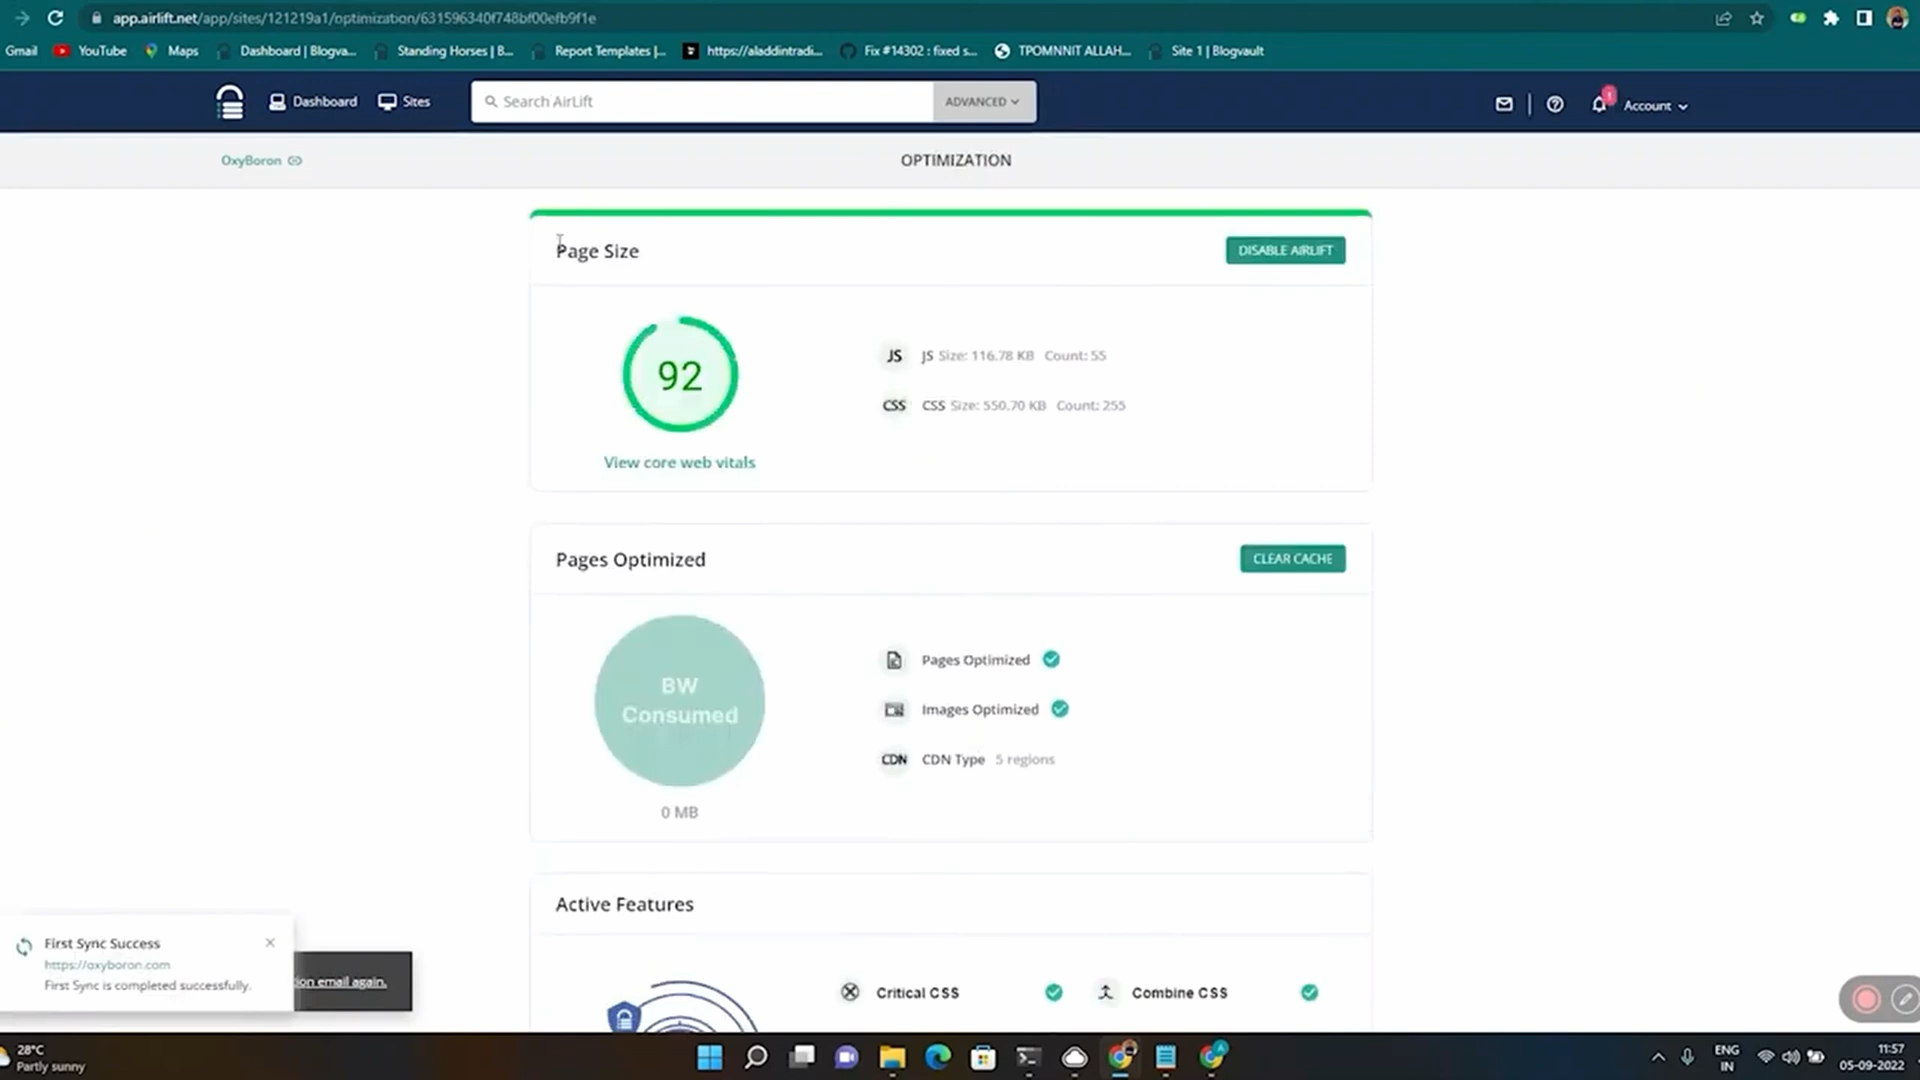 app.airlift.net/app/sites/121219a1/optimization/631596340f748bf00efb9f1e
Gmail YouTube Maps Dashboard | Blogva... Standing Horses | B... Report Templates |... https://aladdintradi... Fix #14302 : fixed s... TPOMNNIT ALLAH... Site 1 | Blogvault
Dashboard Sites Search AirLift ADVANCED 1 Account
OxyBoron OPTIMIZATION
Page Size DISABLE AIRLIFT
92
JS JS Size: 116.78 KB Count: 55
CSS CSS Size: 550.70 KB Count: 255
View core web vitals
Pages Optimized CLEAR CACHE
BW
Consumed
0 MB
Pages Optimized
Images Optimized
CDN CDN Type 5 regions
Active Features
Critical CSS Combine CSS
First Sync Success
https://oxyboron.com
First Sync is completed successfully.
ion email again.
28°C
Partly sunny
ENG
IN
11:57
05-09-2022